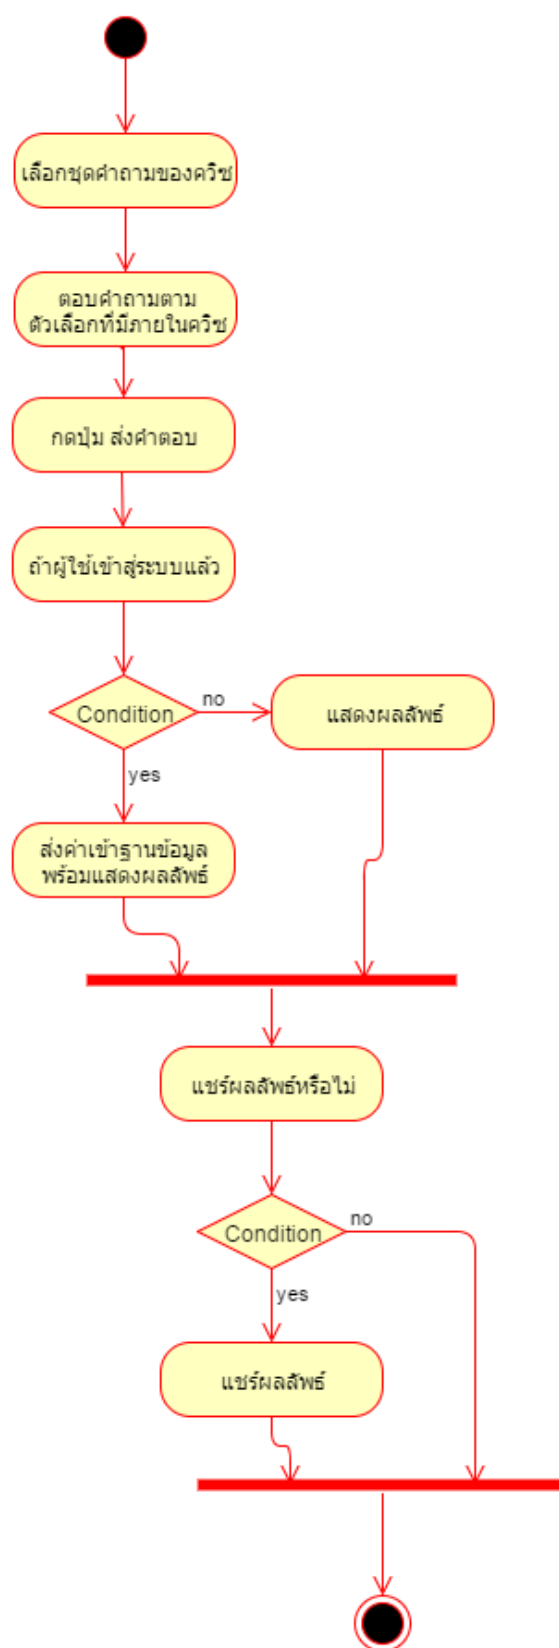 เลือกชุดคำถามของควิซ
ตอบคำถามตาม
ตัวเลือกที่มีภายในควิซ
กดปุ่ม ส่งคำตอบ
ถ้าผู้ใช้เข้าสู่ระบบแล้ว
Condition
no
แสดงผลลัพธ์
yes
ส่งค่าเข้าฐานข้อมูล
พร้อมแสดงผลลัพธ์
แชร์ผลลัพธ์หรือไม่
Condition
no
yes
แชร์ผลลัพธ์